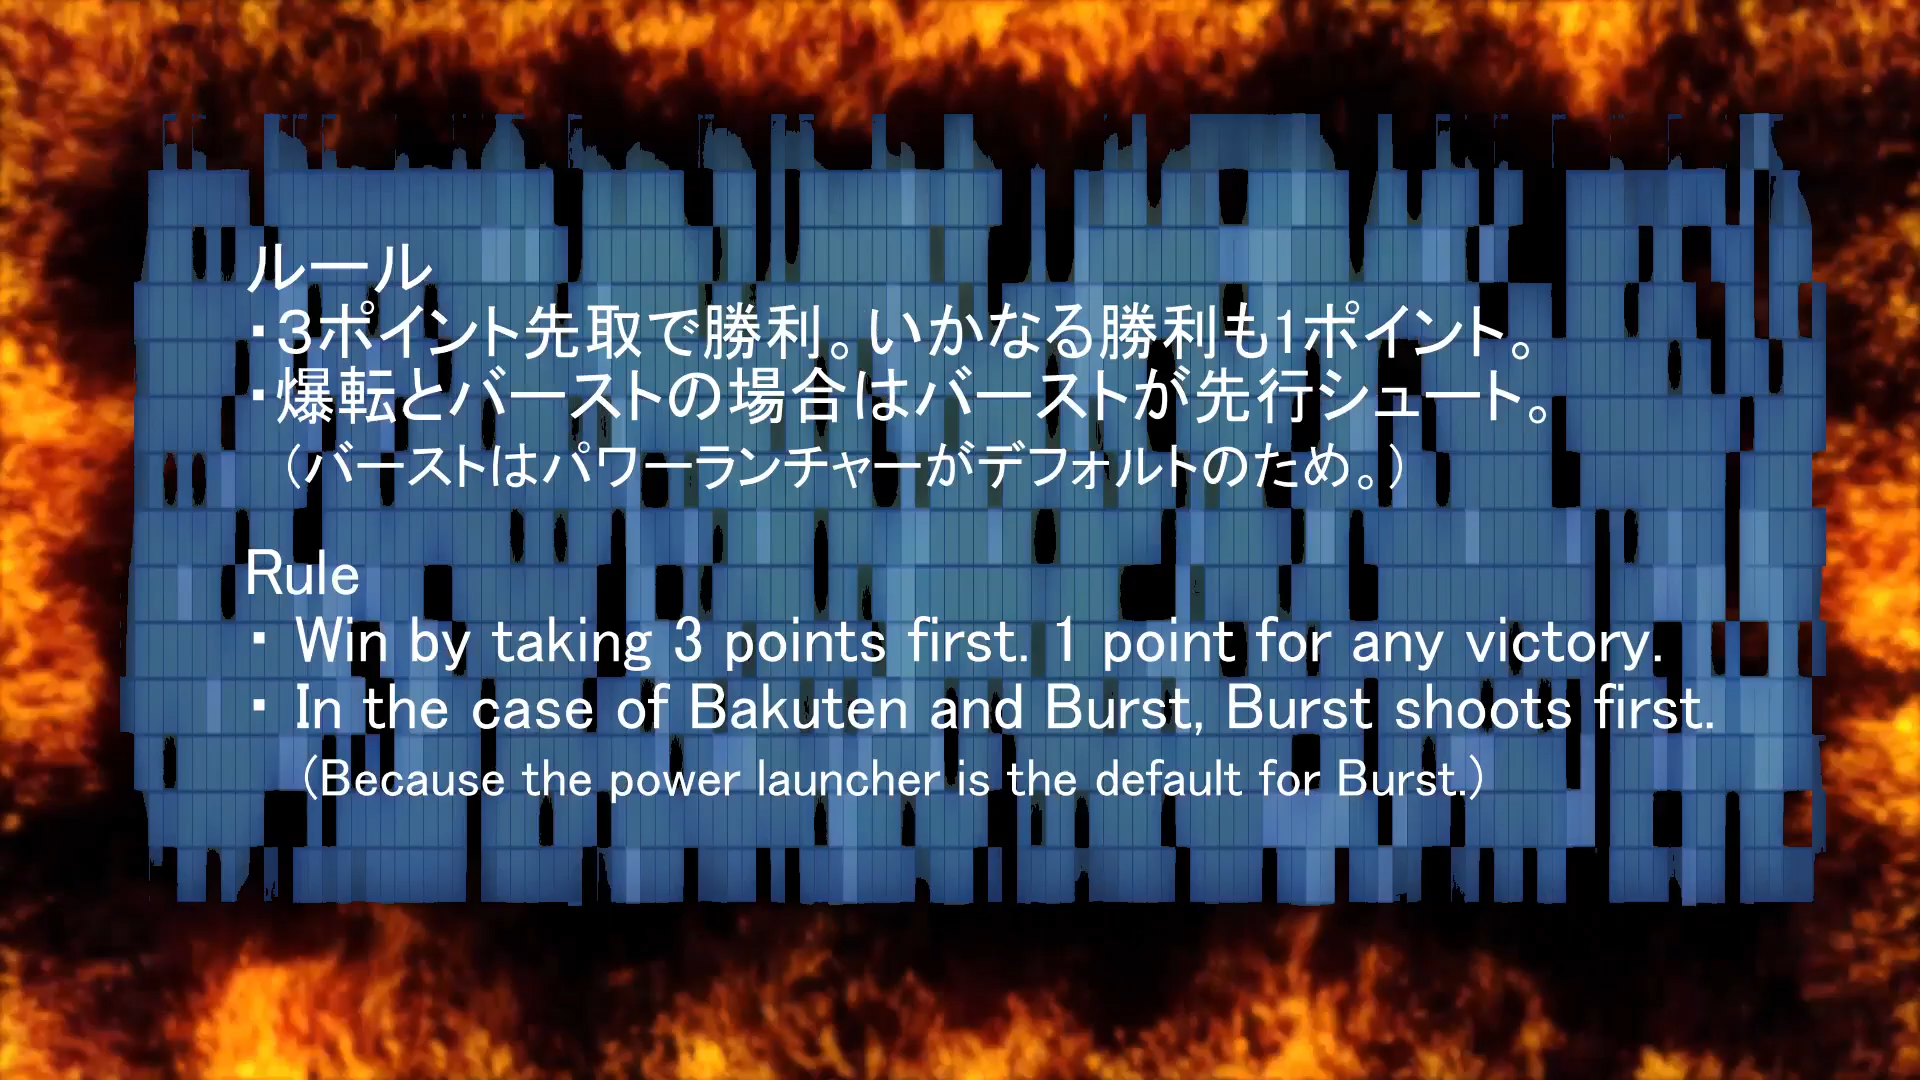 ルール
・３ポイント先取で勝利。いかなる勝利も1ポイント。
・爆転とバーストの場合はバーストが先行シュート。
（バーストはパワーランチャーがデフォルトのため。）
Rule
・ Win by taking 3 points first. 1 point for any victory.
・ In the case of Bakuten and Burst, Burst shoots first.
（Because the power launcher is the default for Burst.）